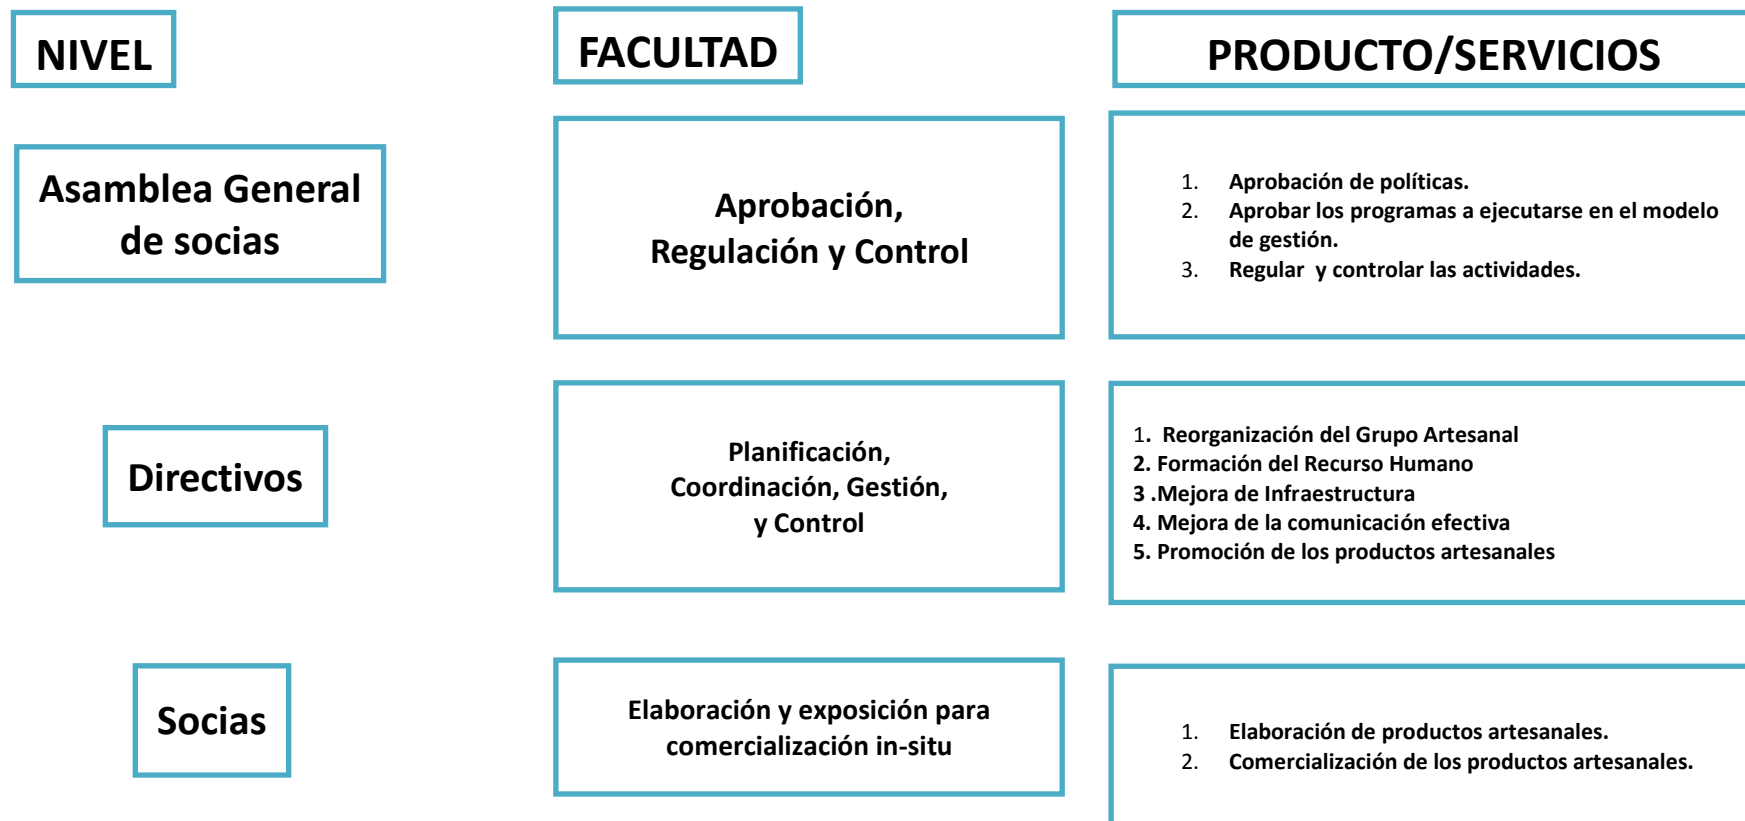 NIVEL
FACULTAD
PRODUCTO/SERVICIOS
Asamblea General
de socias
Aprobación,
Regulación y Control
1. Aprobación de políticas.
2. Aprobar los programas a ejecutarse en el modelo
de gestión.
3. Regular  y controlar las actividades.
Directivos
Planificación,
Coordinación, Gestión,
y Control
1.  Reorganización del Grupo Artesanal
2. Formación del Recurso Humano
3 .Mejora de Infraestructura
4. Mejora de la comunicación efectiva
5. Promoción de los productos artesanales
Socias
Elaboración y exposición para
comercialización in-situ
1. Elaboración de productos artesanales.
2. Comercialización de los productos artesanales.